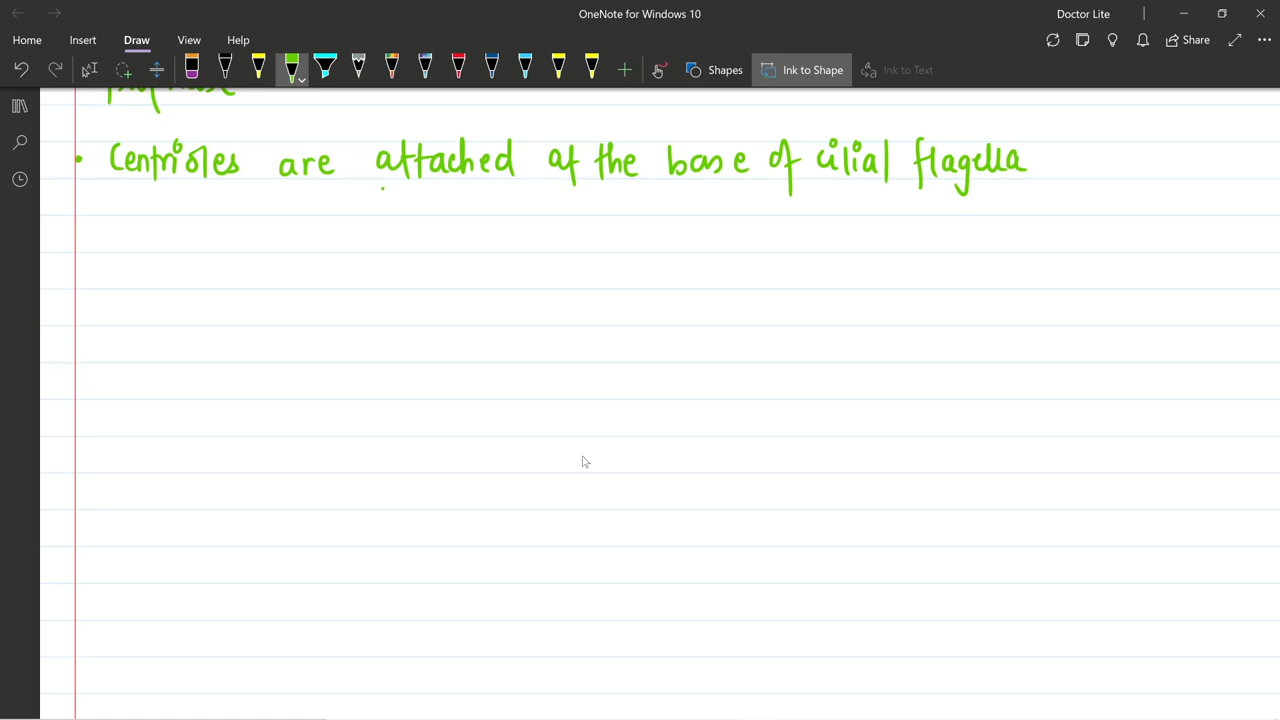 OneNote for Windows 10
Doctor Lite
Home Insert Draw View Help
Share
Shapes
Ink to Shape
Ink to Text
• Centrioles are attached at the base of cilial flagella